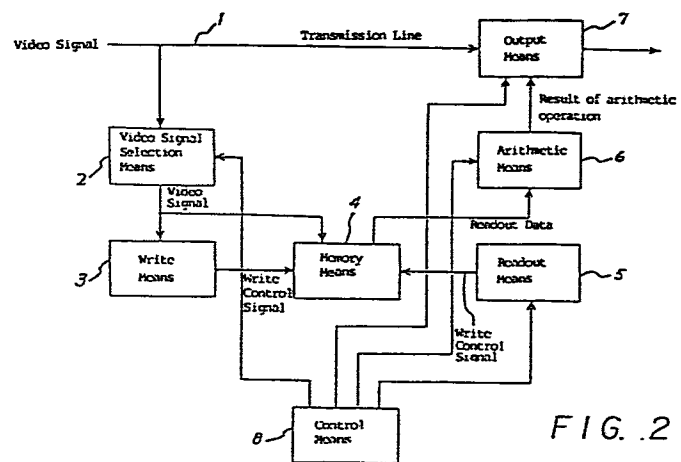 1
7
Video Signal
Transmission Line
Output
Means
Result of arithmetic
operation
Video Signal
Selection
Means
2
Arithmetic
Means
6
Video
Signal
4
Readout Data
Write
Means
3
Memory
Means
Readout
Means
5
Write
Control
Signal
Write
Control
Signal
Control
Means
8
FIG. .2